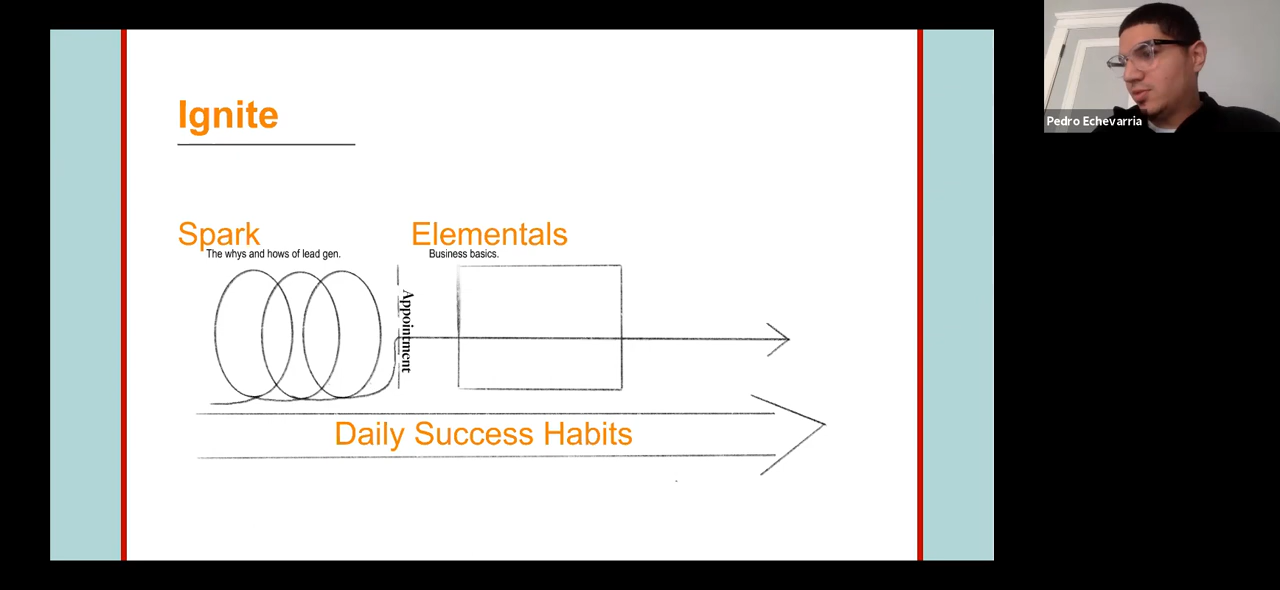 Ignite
Spark
The whys and hows of lead gen.
Elementals
Business basics.
Appointment
Daily Success Habits
Pedro Echevarria